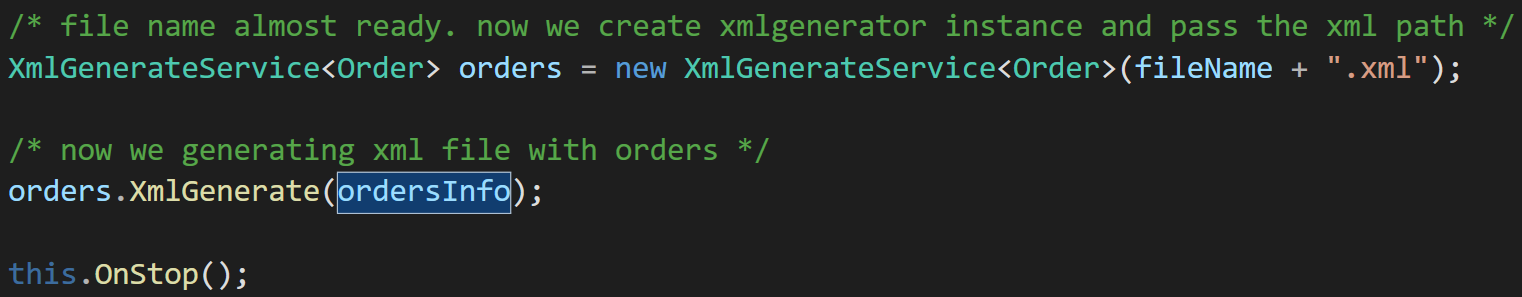 /* file name almost ready. now we create xmlgenerator instance and pass the xml path */
XmlGenerateService<Order> orders = new XmlGenerateService<Order>(fileName + ".xml");
/* now we generating xml file with orders */
orders.XmlGenerate(ordersInfo);
this.OnStop();